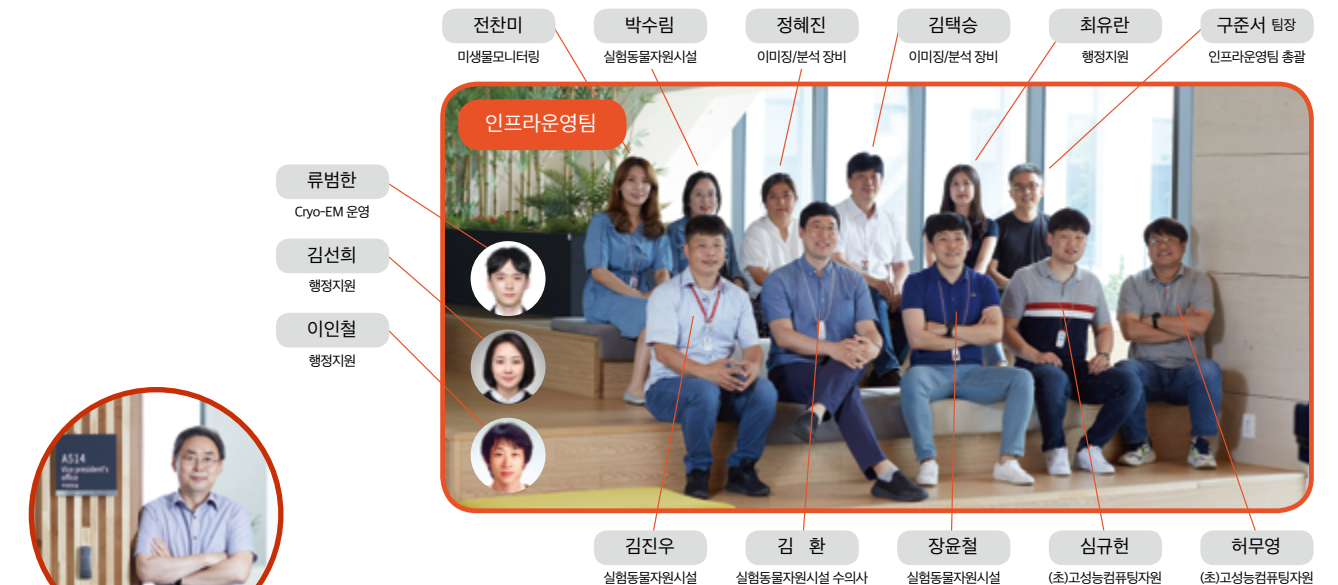 전찬미
미생물모니터링
박수림
실험동물자원시설
정혜진
이미징/분석 장비
김택승
이미징/분석 장비
최유란
행정지원
구준서 팀장
인프라운영팀 총괄
인프라운영팀
류범한
Cryo-EM 운영
김선희
행정지원
이인철
행정지원
A514
Vice president's
office
김진우
실험동물자원시설
김 환
실험동물자원시설 수의사
장윤철
실험동물자원시설
심규헌
(초)고성능컴퓨팅자원
허무영
(초)고성능컴퓨팅자원